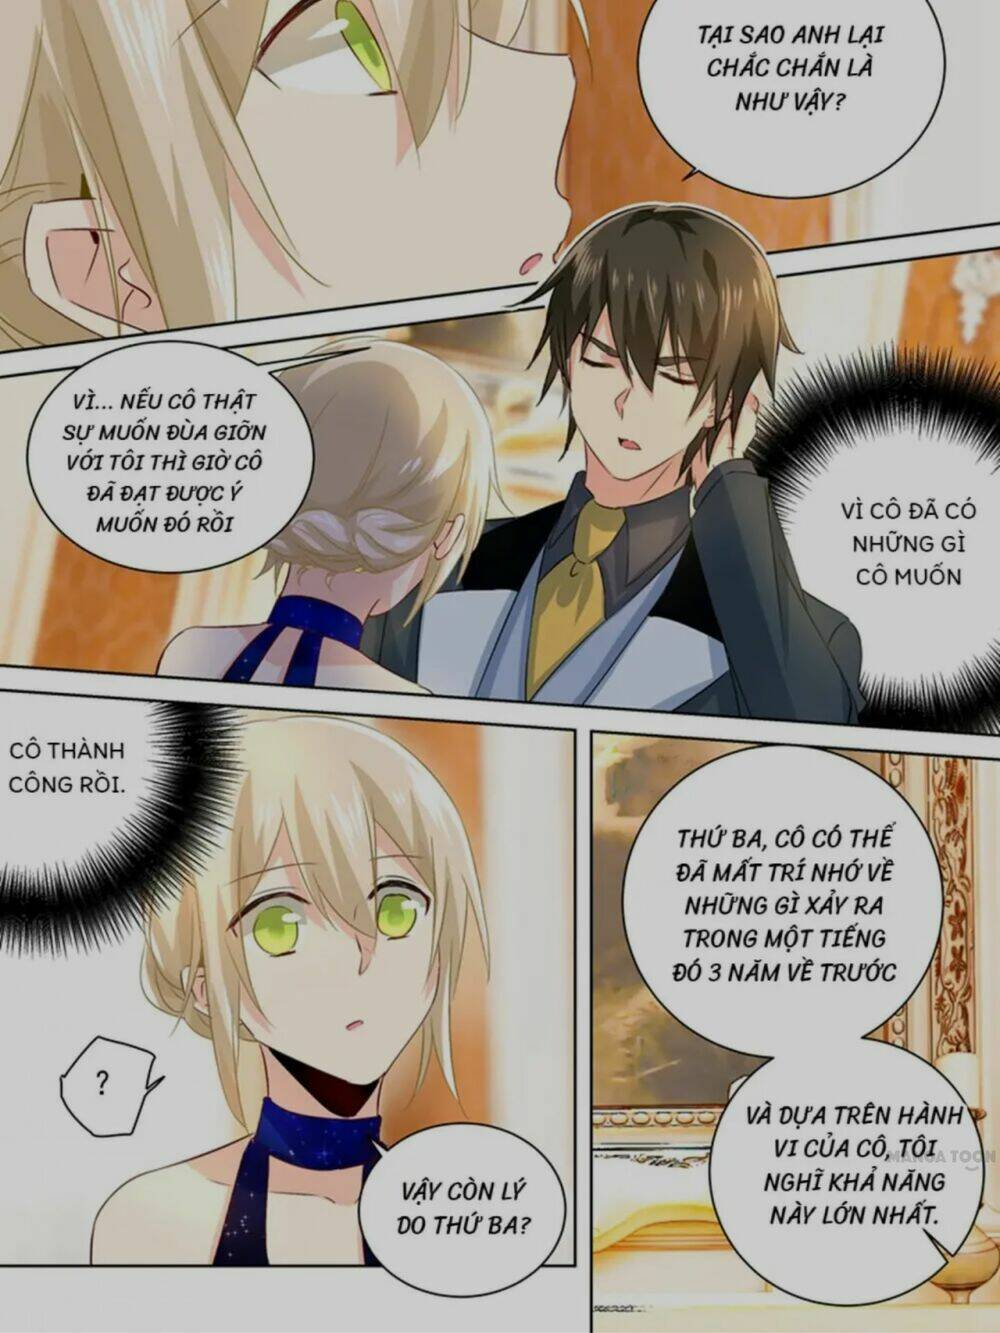 TẠI SAO ANH LẠI
CHẮC CHẮN LÀ
NHƯ VẬY?
VÌ... NẾU CÔ THẬT
SỰ MUỐN ĐÙA GIỠN
VỚI TÔI THÌ GIỜ CÔ
ĐÃ ĐẠT ĐƯỢC Ý
MUỐN ĐÓ RỒI
VÌ CÔ ĐÃ CÓ
NHỮNG GÌ
CÔ MUỐN
CÔ THÀNH
CÔNG RỒI.
?
VẬY CÒN LÝ
DO THỨ BA?
THỨ BA, CÔ CÓ THỂ
ĐÃ MẤT TRÍ NHỚ VỀ
NHỮNG GÌ XẢY RA
TRONG MỘT TIẾNG
ĐÓ 3 NĂM VỀ TRƯỚC
VÀ DỰA TRÊN HÀNH
VI CỦA CÔ, TÔI
NGHĨ KHẢ NĂNG
NÀY LỚN NHẤT.
MANGA TOON